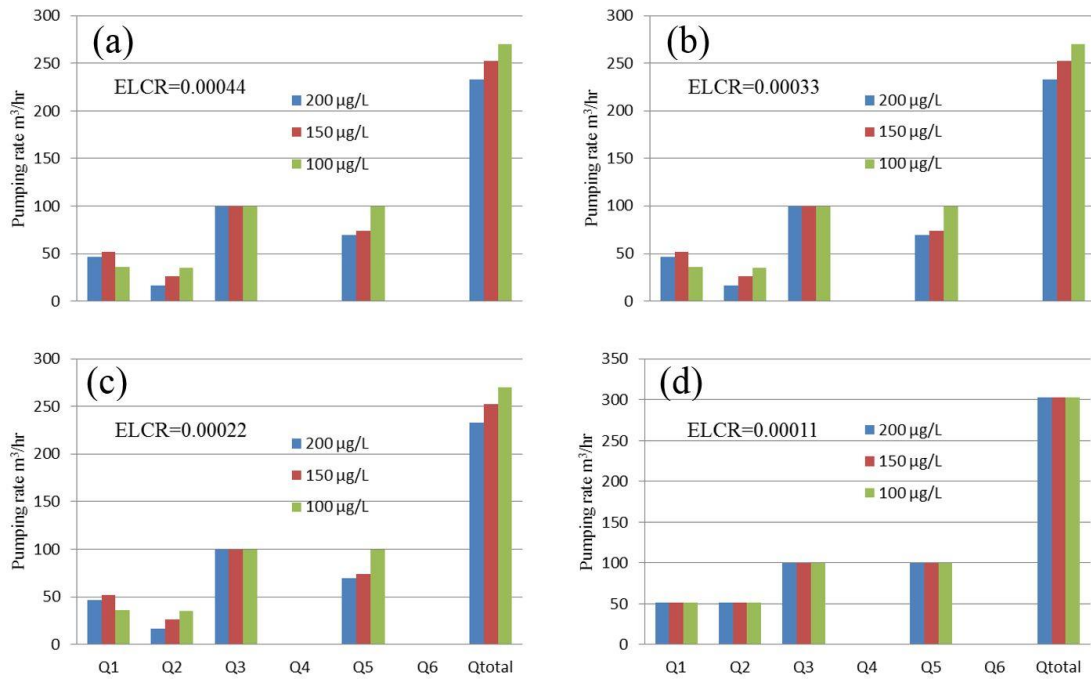 (a)
ELCR=0.00044
200 µg/L
150 µg/L
100 µg/L
Pumping rate m³/hr
300
250
200
150
100
50
0
(b)
ELCR=0.00033
200 µg/L
150 µg/L
100 µg/L
Pumping rate m³/hr
300
250
200
150
100
50
0
(c)
ELCR=0.00022
200 µg/L
150 µg/L
100 µg/L
Pumping rate m³/hr
300
250
200
150
100
50
0
Q1 Q2 Q3 Q4 Q5 Q6 Qtotal
(d)
ELCR=0.00011
200 µg/L
150 µg/L
100 µg/L
Pumping rate m³/hr
350
300
250
200
150
100
50
0
Q1 Q2 Q3 Q4 Q5 Q6 Qtotal